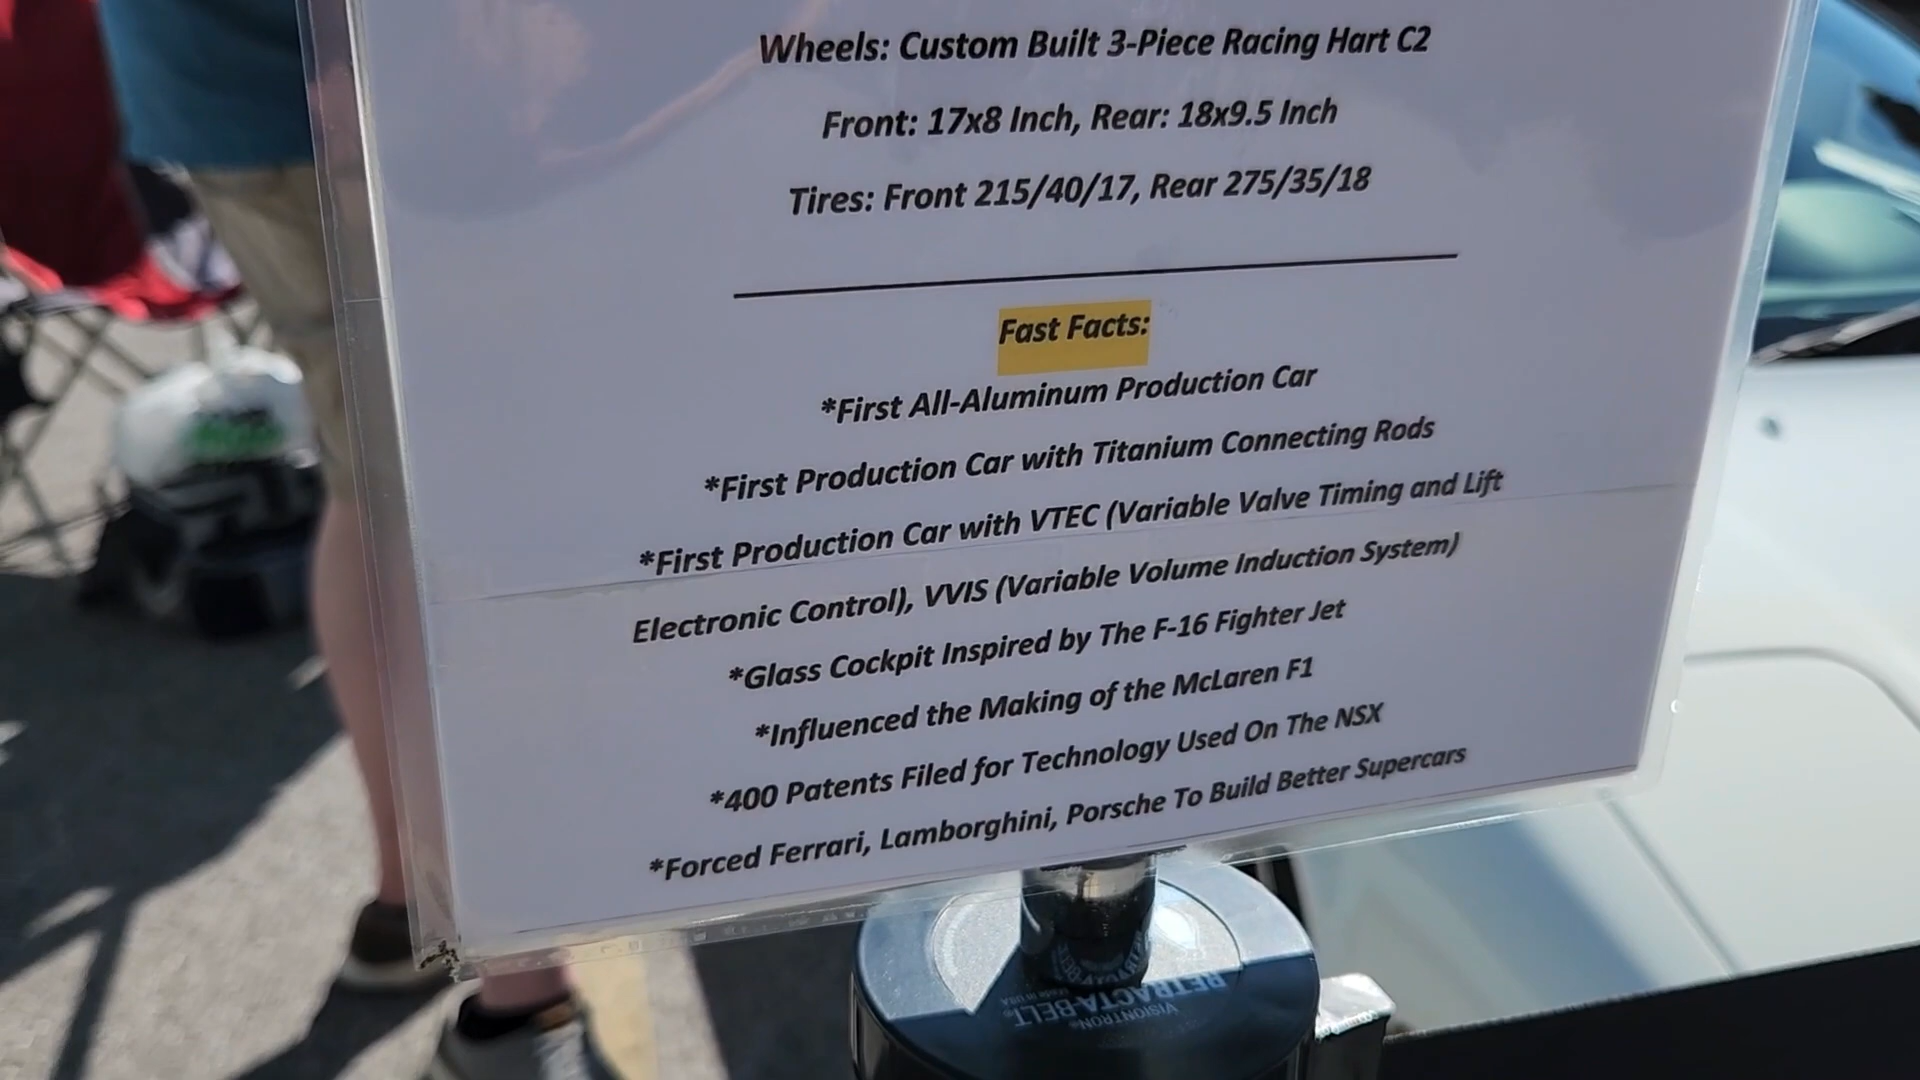 Wheels: Custom Built 3-Piece Racing Hart C2
Front: 17x8 Inch, Rear: 18x9.5 Inch
Tires: Front 215/40/17, Rear 275/35/18
Fast Facts:
*First All-Aluminum Production Car
*First Production Car with Titanium Connecting Rods
*First Production Car with VTEC (Variable Valve Timing and Lift
Electronic Control), VVIS (Variable Volume Induction System)
*Glass Cockpit Inspired by The F-16 Fighter Jet
*Influenced the Making of the McLaren F1
*400 Patents Filed for Technology Used On The NSX
*Forced Ferrari, Lamborghini, Porsche To Build Better Supercars
VISIONTRON®
RETRACTA-BELT®
Made in USA